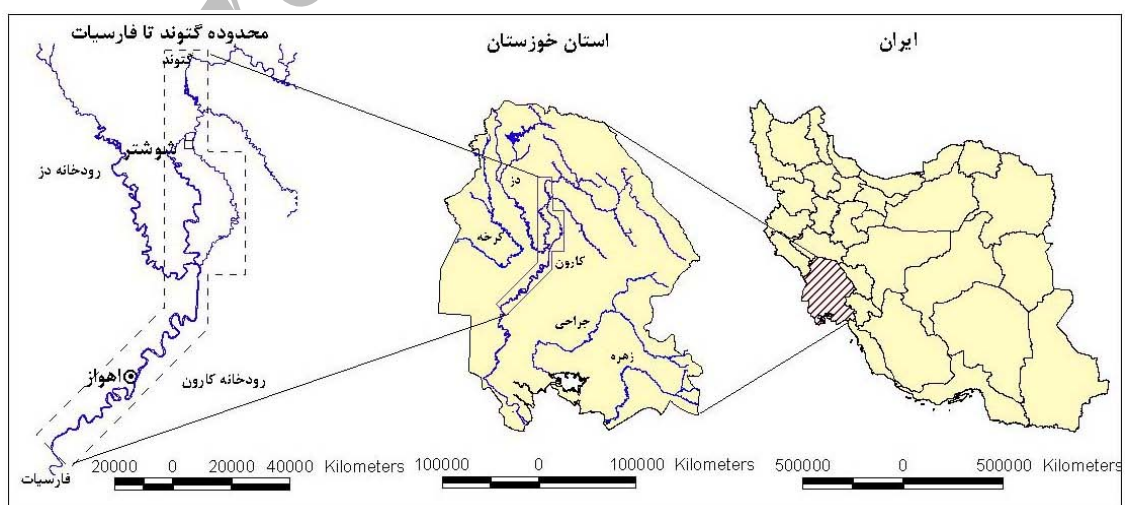 ایران
استان خوزستان
محدوده گتوند تا فارسیات
گتوند
شوشتر
رودخانه دز
اهواز
رودخانه کارون
فارسیات
دز
کرخه
کارون
جراحی
زهره
20000 0 20000 40000 Kilometers
100000 0 100000 Kilometers
500000 0 500000 Kilometers